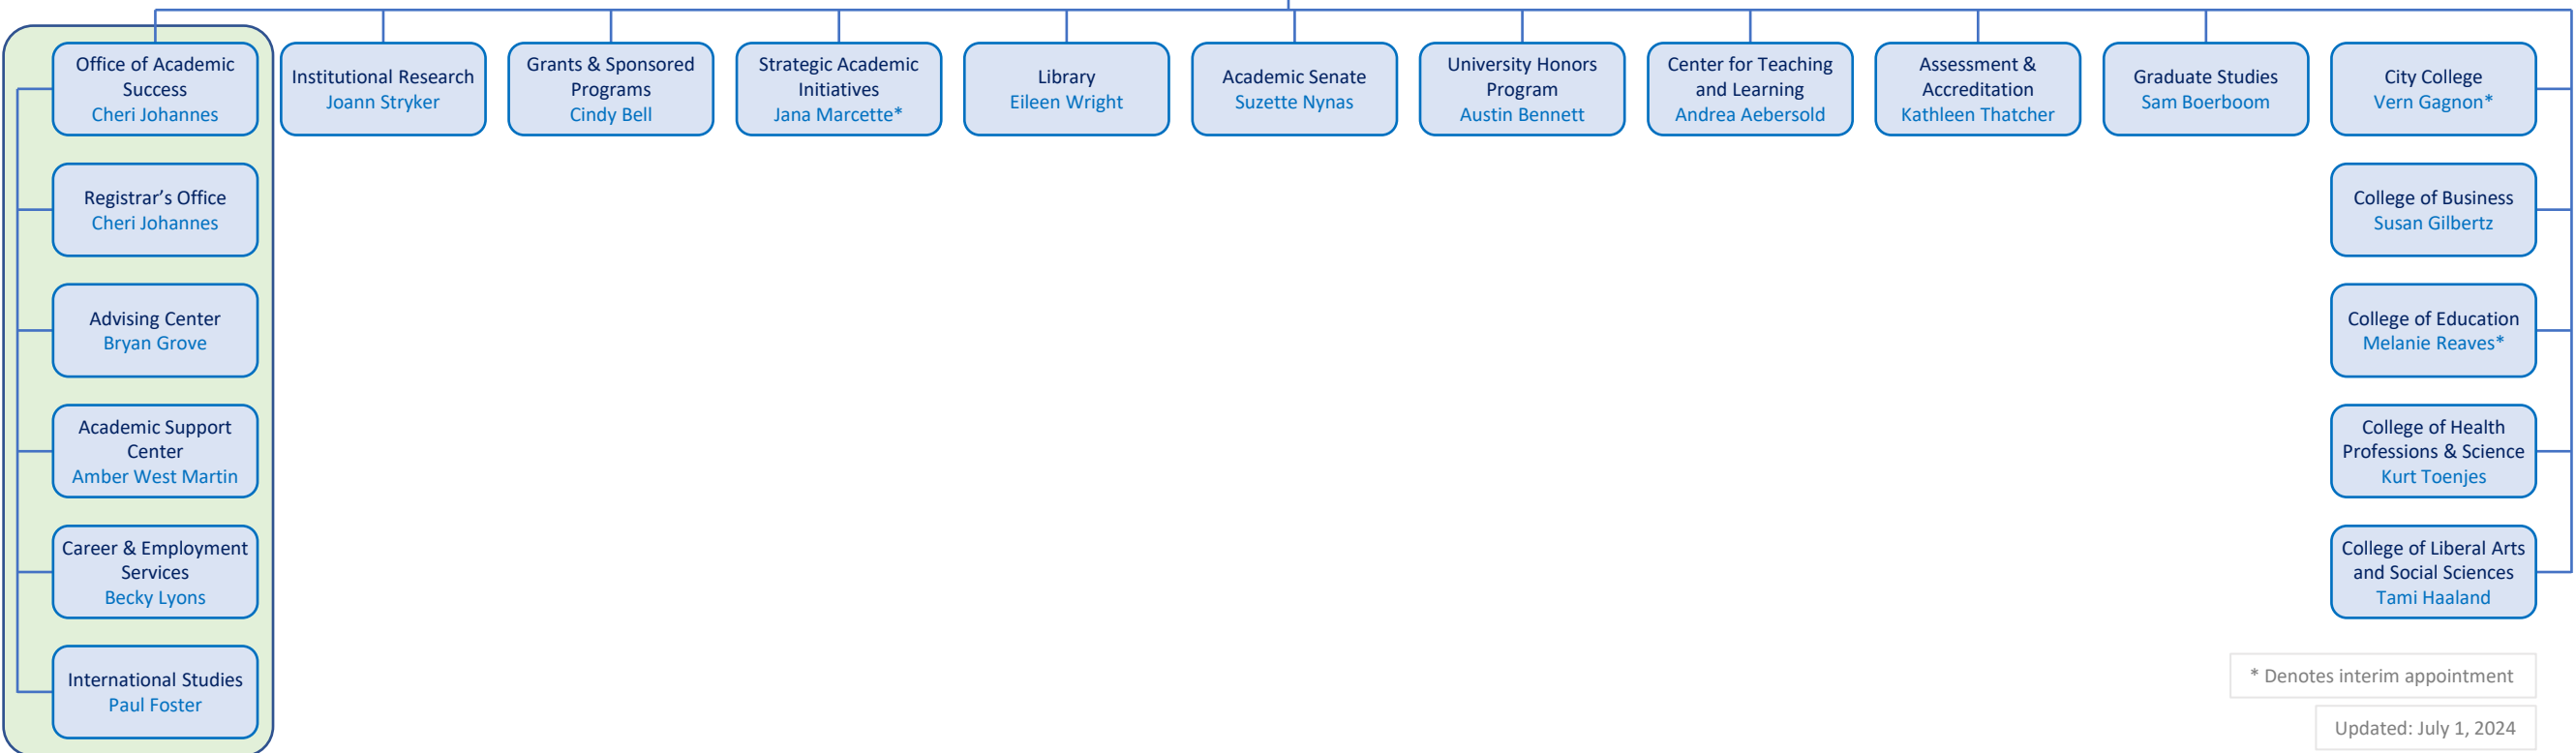 Office of Academic
Success
Cheri Johannes
Institutional Research
Joann Stryker
Grants & Sponsored
Programs
Cindy Bell
Strategic Academic
Initiatives
Jana Marcette*
Library
Eileen Wright
Academic Senate
Suzette Nynas
University Honors
Program
Austin Bennett
Center for Teaching
and Learning
Andrea Aebersold
Assessment &
Accreditation
Kathleen Thatcher
Graduate Studies
Sam Boerboom
City College
Vern Gagnon*
Registrar’s Office
Cheri Johannes
College of Business
Susan Gilbertz
Advising Center
Bryan Grove
College of Education
Melanie Reaves*
Academic Support
Center
Amber West Martin
College of Health
Professions & Science
Kurt Toenjes
Career & Employment
Services
Becky Lyons
College of Liberal Arts
and Social Sciences
Tami Haaland
International Studies
Paul Foster
* Denotes interim appointment
Updated: July 1, 2024